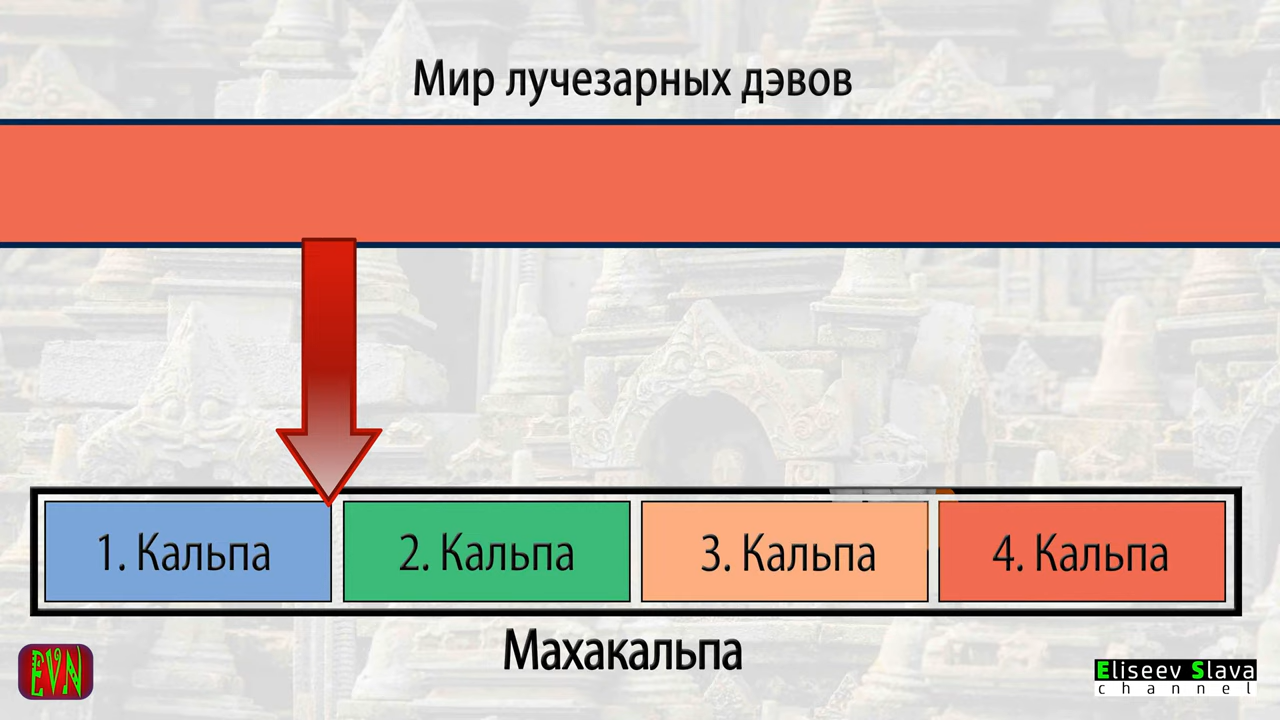 Мир лучезарных дэвов
1. Кальпа
2. Кальпа
3. Кальпа
4. Кальпа
Махакальпа
EVN
Eliseev Slava
channel